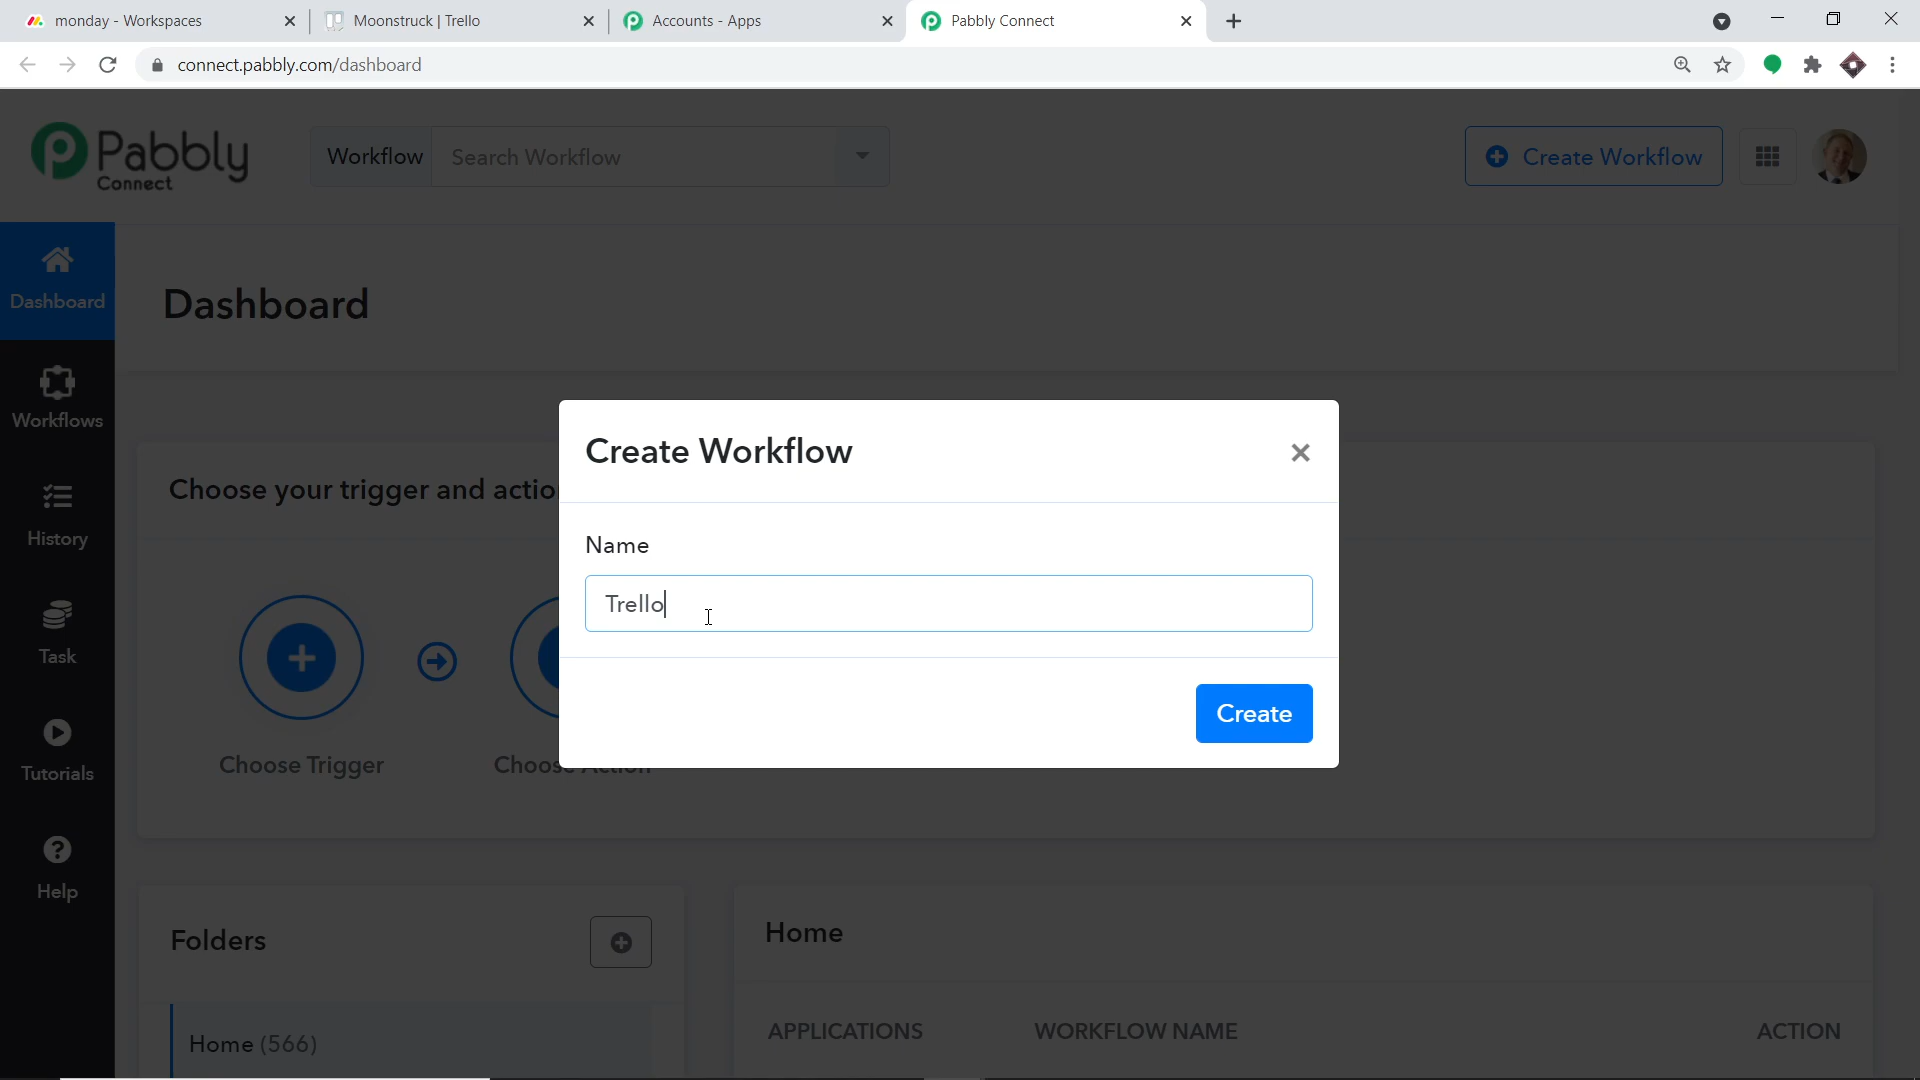 monday - Workspaces
Moonstruck | Trello
Accounts - Apps
Pabbly Connect
connect.pabbly.com/dashboard
Pabbly
Connect
Workflow
Search Workflow
Create Workflow
Dashboard
Dashboard
Workflows
History
Task
Tutorials
Help
Choose your trigger and actio
Choose Trigger
Choose Action
Create Workflow
Name
Trello
Create
Folders
Home (566)
Home
APPLICATIONS
WORKFLOW NAME
ACTION